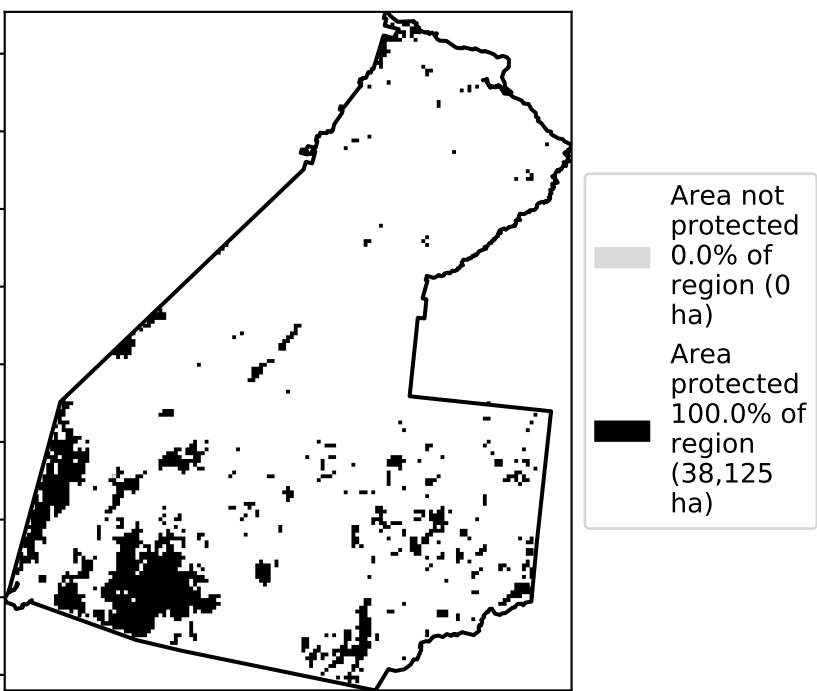 Area not
protected
0.0% of
region (0
ha)
Area
protected
100.0% of
region
(38,125
ha)